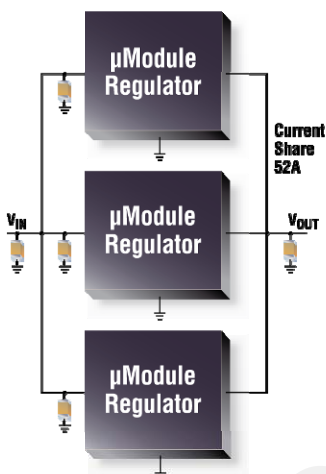 µModule
Regulator
Current
Share
52A
VIN
µModule
Regulator
VOUT
µModule
Regulator